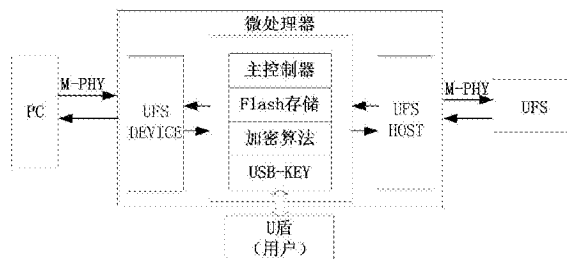 微处理器
主控制器
M-PHY
M-PHY
PC
UFS
DEVICE
Flash存储
UFS
HOST
UFS
加密算法
USB-KEY
U盾
(用户)